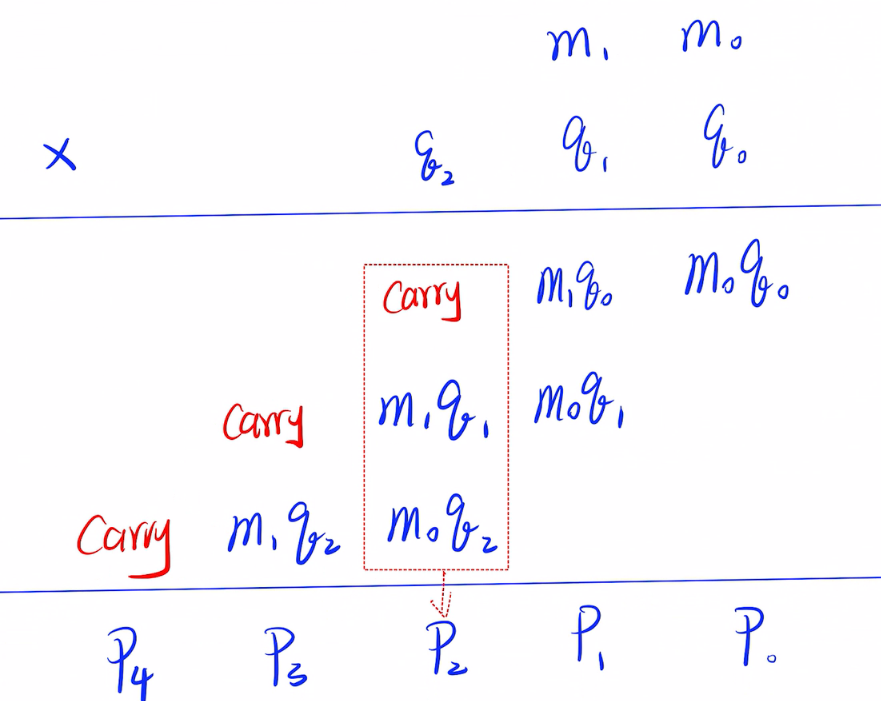 m₁ m₀
× q₂ q₁ q₀
Carry m₁q₀ m₀q₀
Carry m₁q₁ m₀q₁
Carry m₁q₂ m₀q₂
P₄ P₃ P₂ P₁ P₀